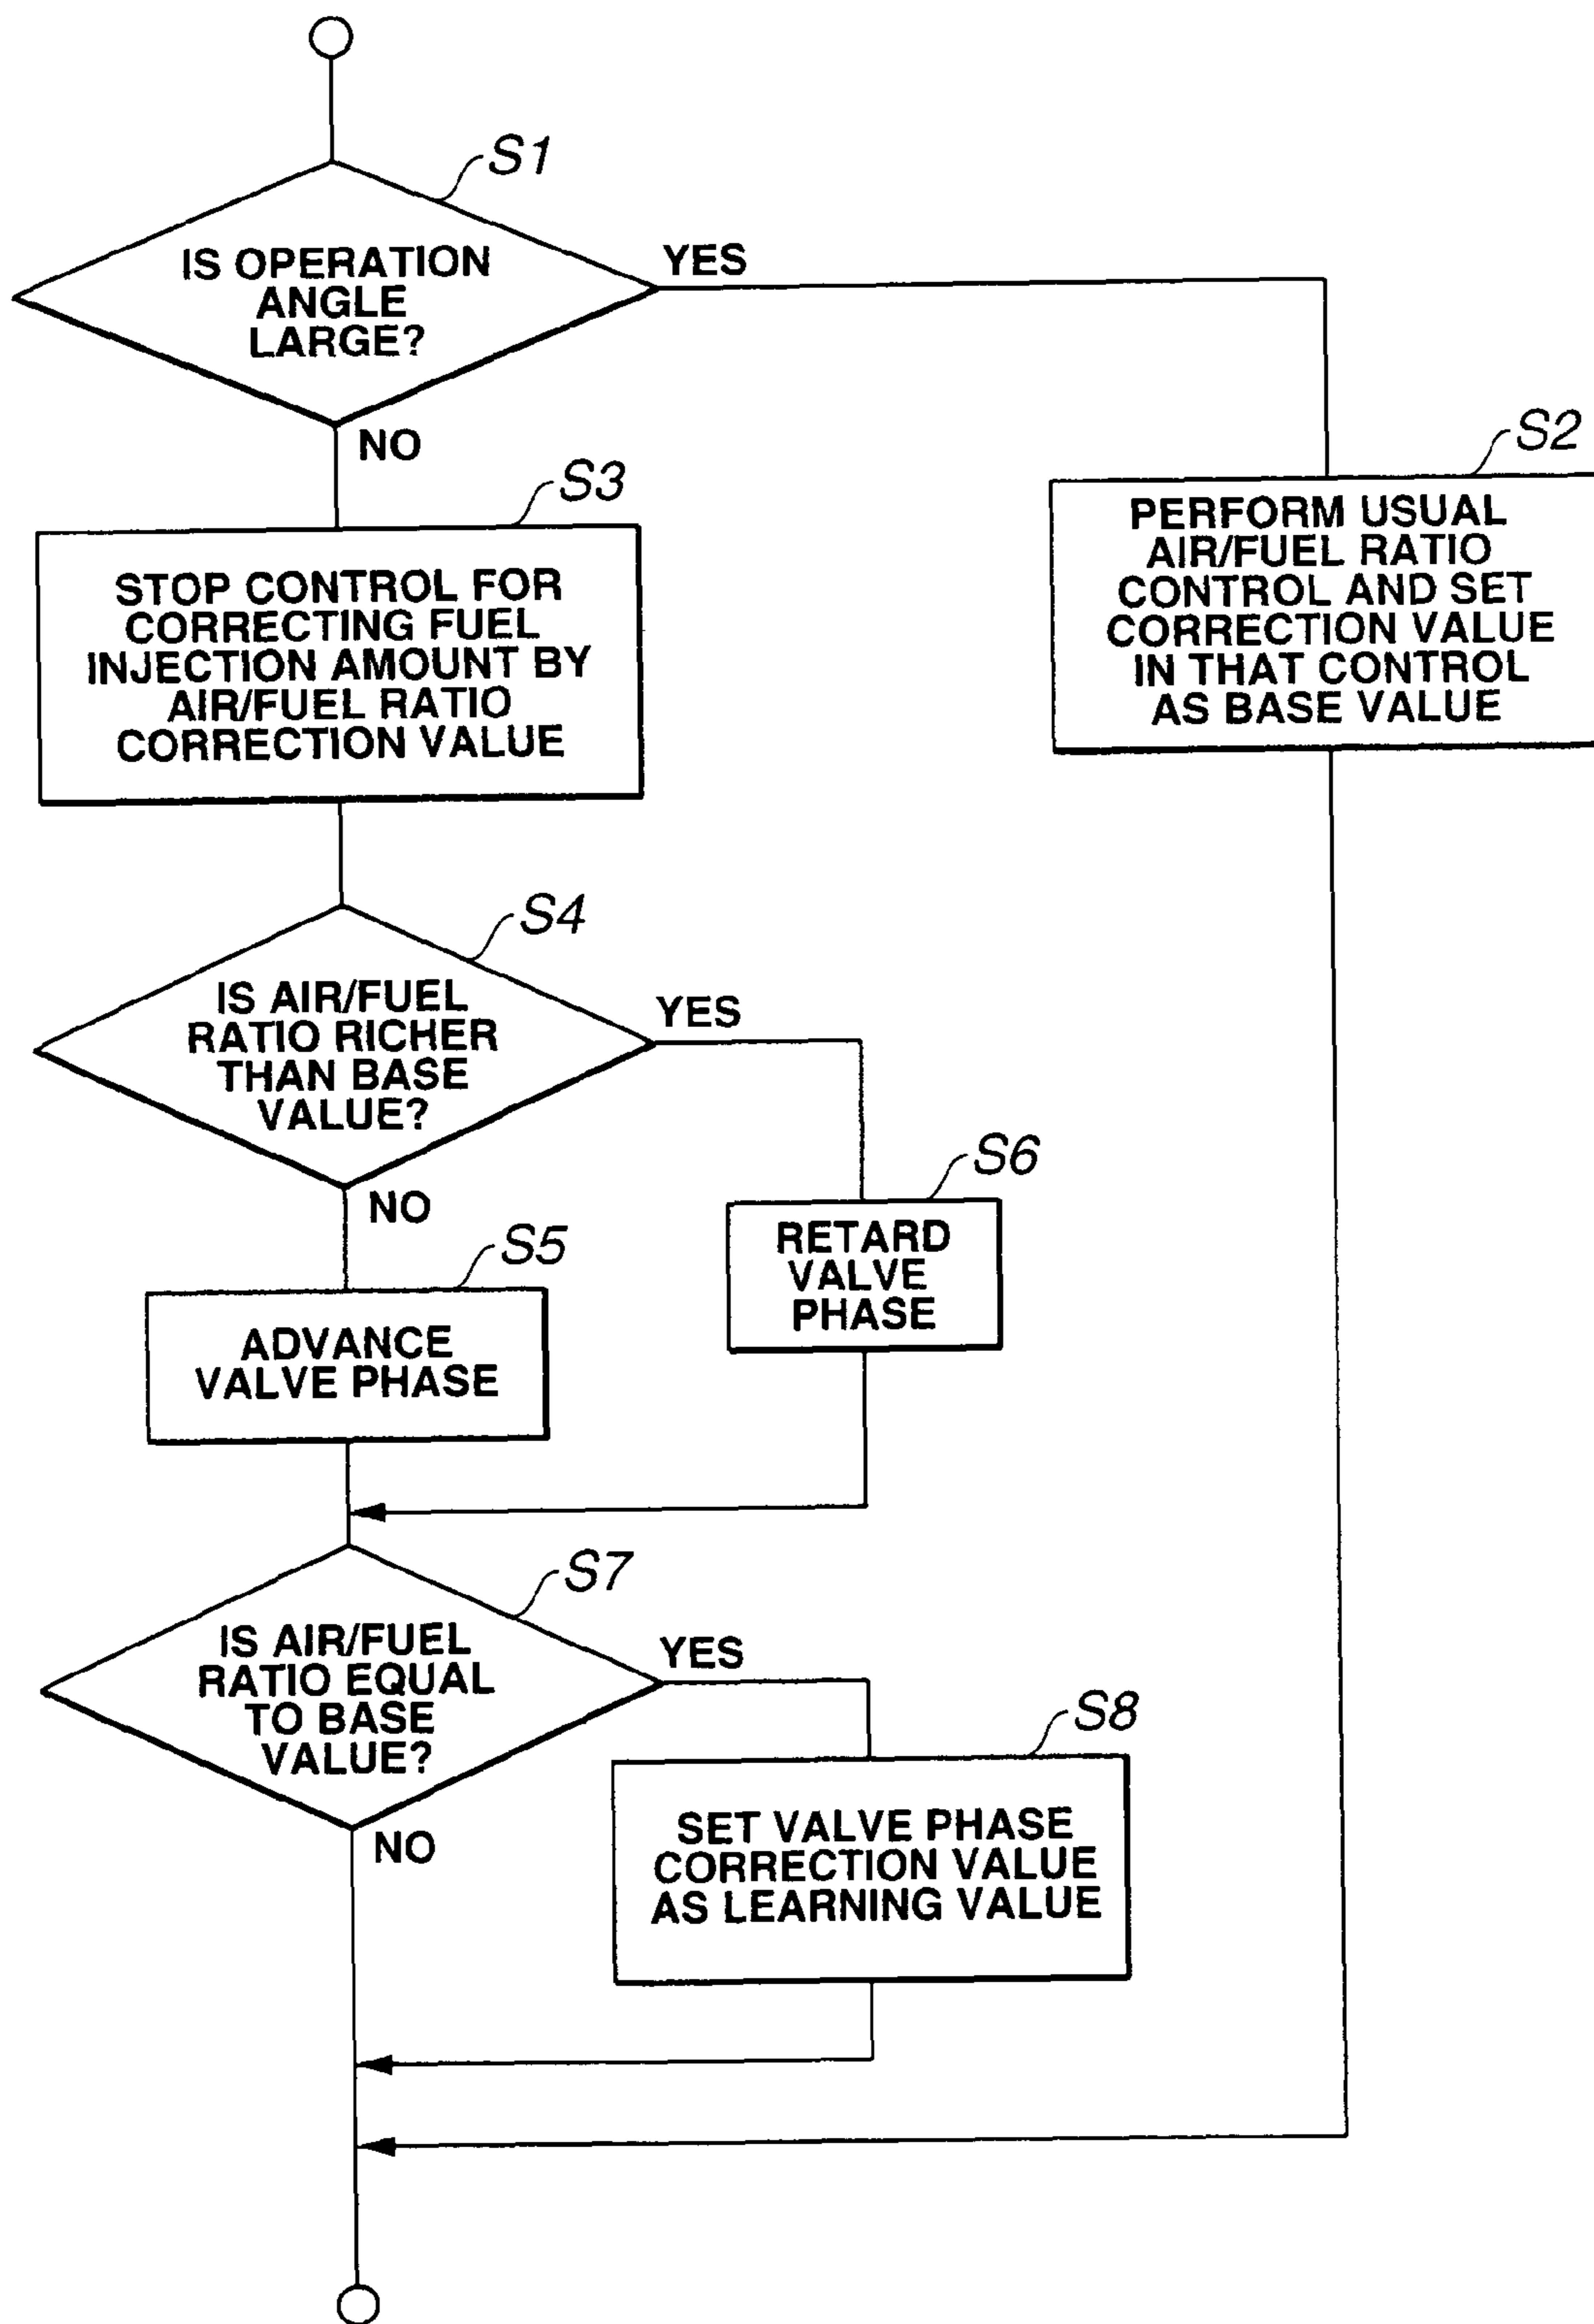 S1
IS OPERATION
ANGLE
LARGE?
YES
NO
S2
PERFORM USUAL
AIR/FUEL RATIO
CONTROL AND SET
CORRECTION VALUE
IN THAT CONTROL
AS BASE VALUE
S3
STOP CONTROL FOR
CORRECTING FUEL
INJECTION AMOUNT BY
AIR/FUEL RATIO
CORRECTION VALUE
S4
IS AIR/FUEL
RATIO RICHER
THAN BASE
VALUE?
YES
NO
S6
RETARD
VALVE
PHASE
S5
ADVANCE
VALVE PHASE
S7
IS AIR/FUEL
RATIO EQUAL
TO BASE
VALUE?
YES
NO
S8
SET VALVE PHASE
CORRECTION VALUE
AS LEARNING VALUE